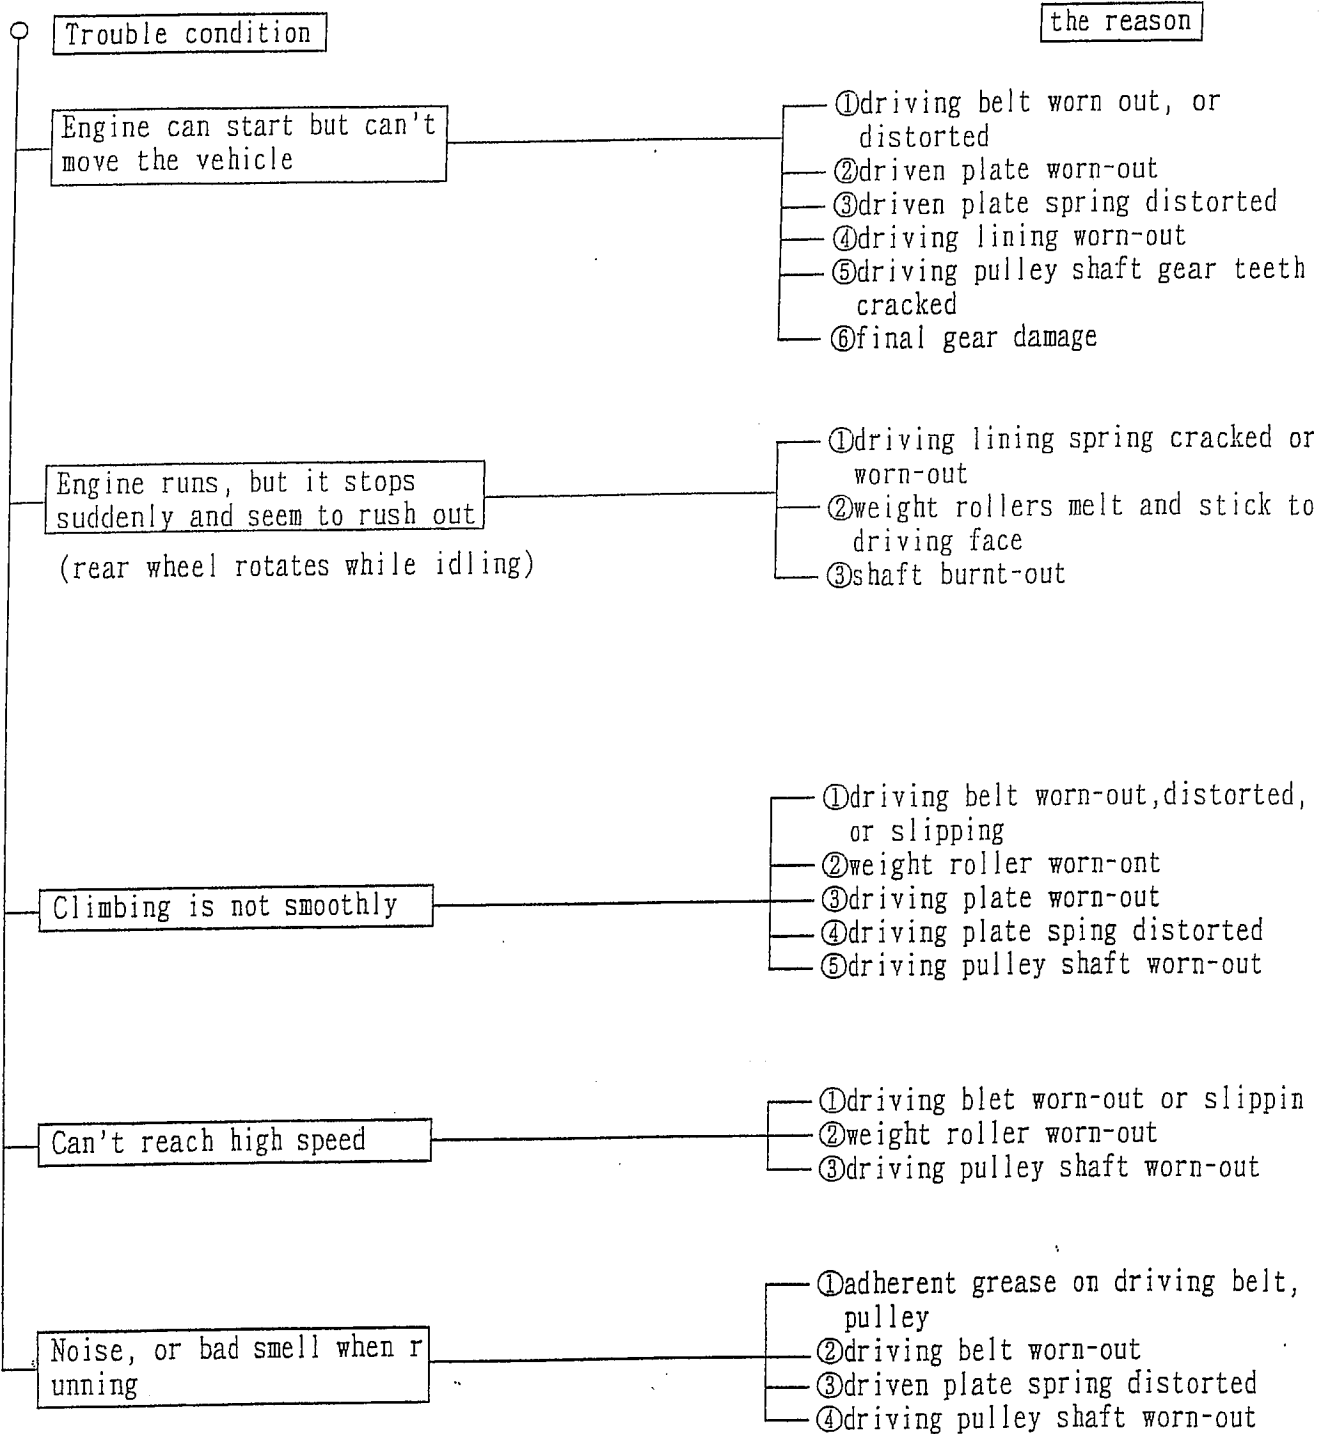 Trouble condition
the reason
Engine can start but can't
move the vehicle
①driving belt worn out, or
distorted
②driven plate worn-out
③driven plate spring distorted
④driving lining worn-out
⑤driving pulley shaft gear teeth
cracked
⑥final gear damage
Engine runs, but it stops
suddenly and seem to rush out
(rear wheel rotates while idling)
①driving lining spring cracked or
worn-out
②weight rollers melt and stick to
driving face
③shaft burnt-out
Climbing is not smoothly
①driving belt worn-out,distorted,
or slipping
②weight roller worn-ont
③driving plate worn-out
④driving plate sping distorted
⑤driving pulley shaft worn-out
Can't reach high speed
①driving blet worn-out or slippin
②weight roller worn-out
③driving pulley shaft worn-out
Noise, or bad smell when r
unning
①adherent grease on driving belt,
pulley
②driving belt worn-out
③driven plate spring distorted
④driving pulley shaft worn-out